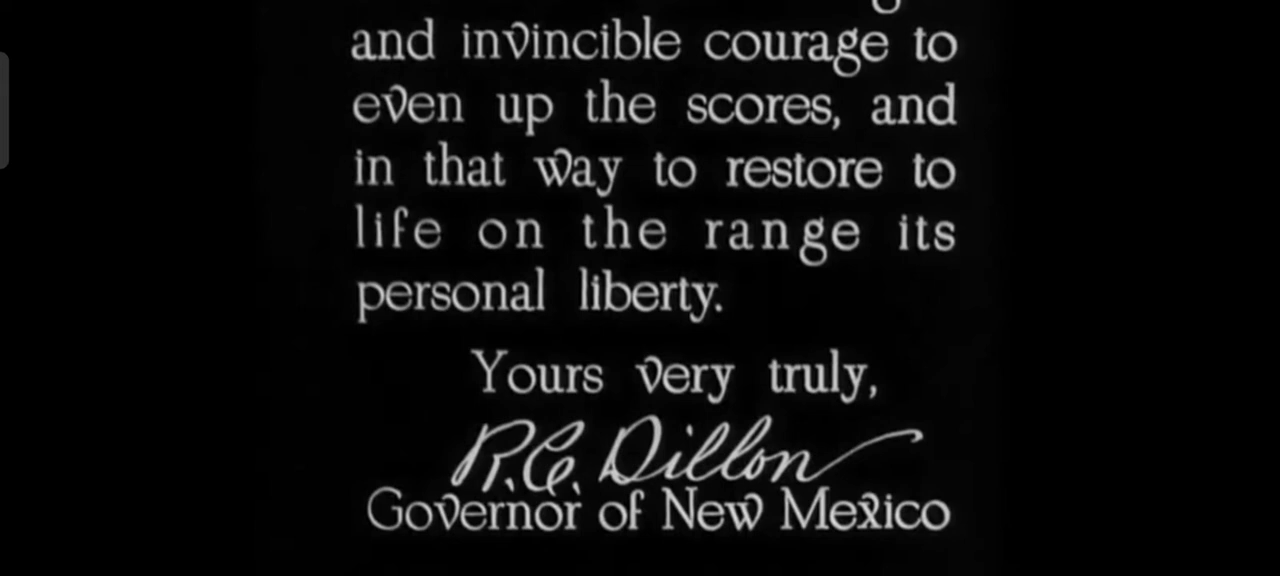 and invincible courage to
even up the scores, and
in that way to restore to
life on the range its
personal liberty.
Yours very truly,
R.C. Dillon
Governor of New Mexico